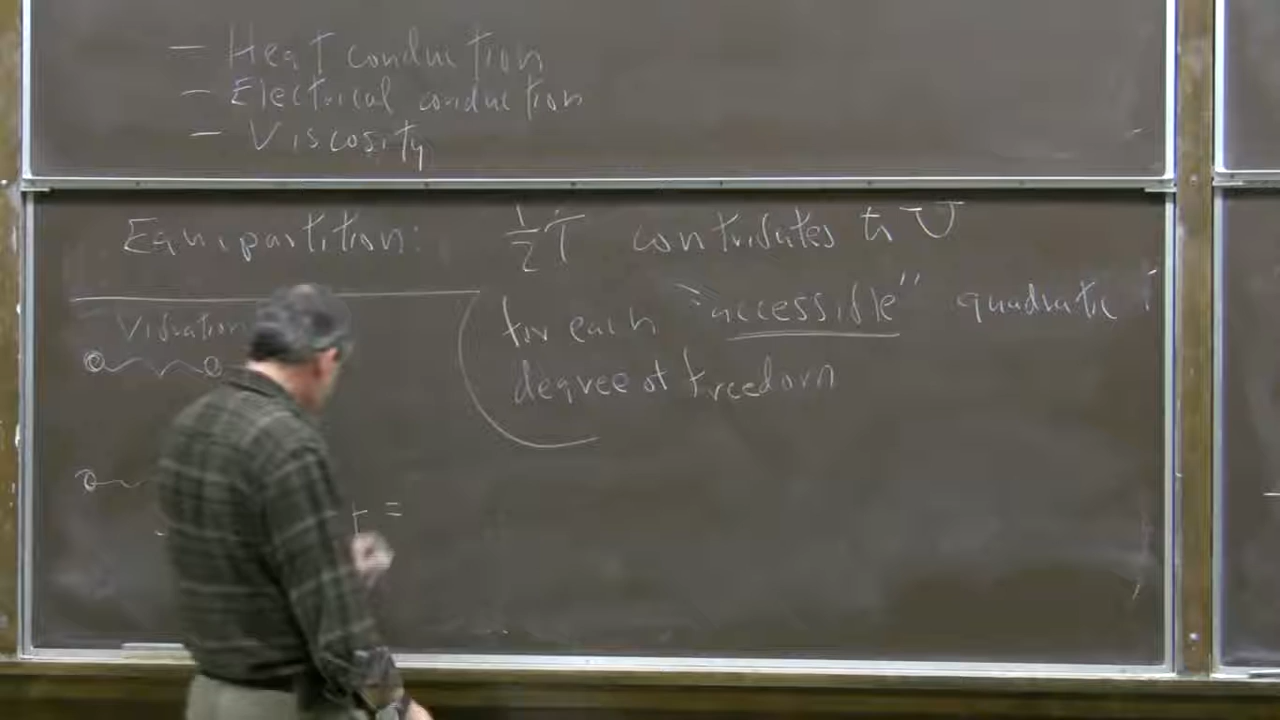 — Heat conduction
— Electrical conduction
— Viscosity
Equipartition: ½T contributes to U
for each "accessible" quadratic
degree of freedom
Vibration
=